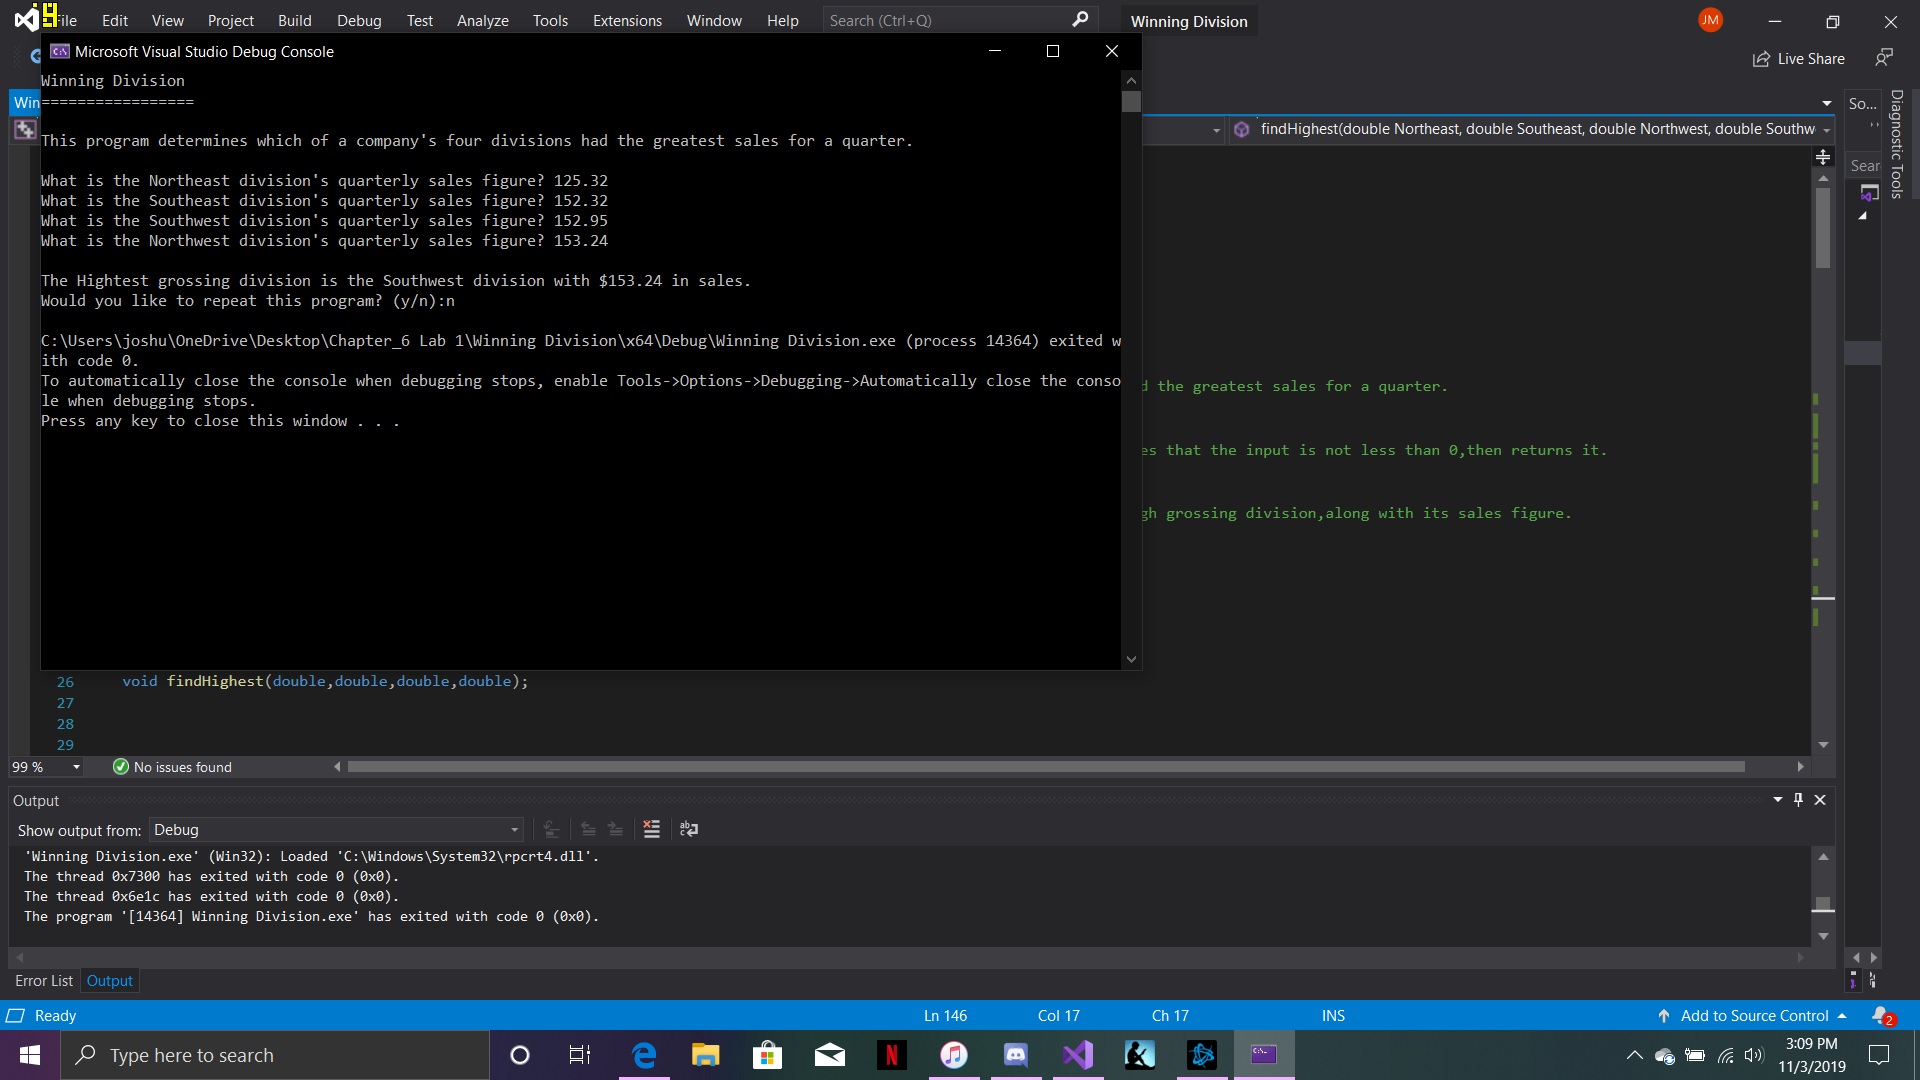 File Edit View Project Build Debug Test Analyze Tools Extensions Window Help Search (Ctrl+Q) Winning Division JM
Live Share
Microsoft Visual Studio Debug Console
Winning Division
=================
This program determines which of a company's four divisions had the greatest sales for a quarter.
What is the Northeast division's quarterly sales figure? 125.32
What is the Southeast division's quarterly sales figure? 152.32
What is the Southwest division's quarterly sales figure? 152.95
What is the Northwest division's quarterly sales figure? 153.24
The Hightest grossing division is the Southwest division with $153.24 in sales.
Would you like to repeat this program? (y/n):n
C:\Users\joshu\OneDrive\Desktop\Chapter_6 Lab 1\Winning Division\x64\Debug\Winning Division.exe (process 14364) exited w
ith code 0.
To automatically close the console when debugging stops, enable Tools->Options->Debugging->Automatically close the conso
le when debugging stops.
Press any key to close this window . . .
Win
So...
findHighest(double Northeast, double Southeast, double Northwest, double Southw
Sear
Diagnostic Tools
d the greatest sales for a quarter.
es that the input is not less than 0,then returns it.
gh grossing division,along with its sales figure.
26 void findHighest(double,double,double,double);
27
28
29
99 % No issues found
Output
Show output from: Debug
'Winning Division.exe' (Win32): Loaded 'C:\Windows\System32\rpcrt4.dll'.
The thread 0x7300 has exited with code 0 (0x0).
The thread 0x6e1c has exited with code 0 (0x0).
The program '[14364] Winning Division.exe' has exited with code 0 (0x0).
Error List Output
Ready Ln 146 Col 17 Ch 17 INS Add to Source Control 2
Type here to search
3:09 PM
11/3/2019